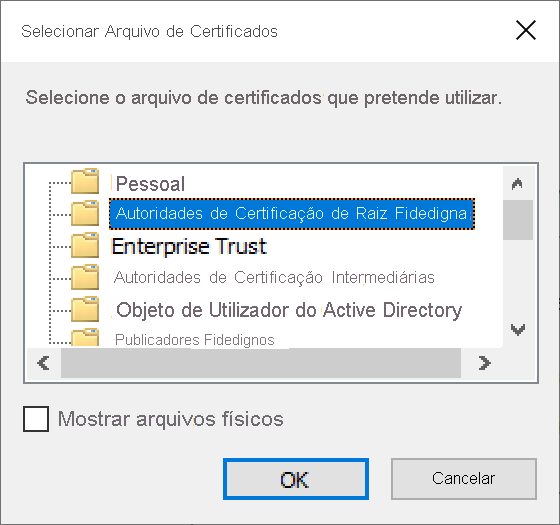 Selecionar Arquivo de Certificados
Selecione o arquivo de certificados que pretende utilizar.
Pessoal
Autoridades de Certificação de Raiz Fidedigna
Enterprise Trust
Autoridades de Certificação Intermediárias
Objeto de Utilizador do Active Directory
Publicadores Fidedignos
Mostrar arquivos físicos
OK
Cancelar